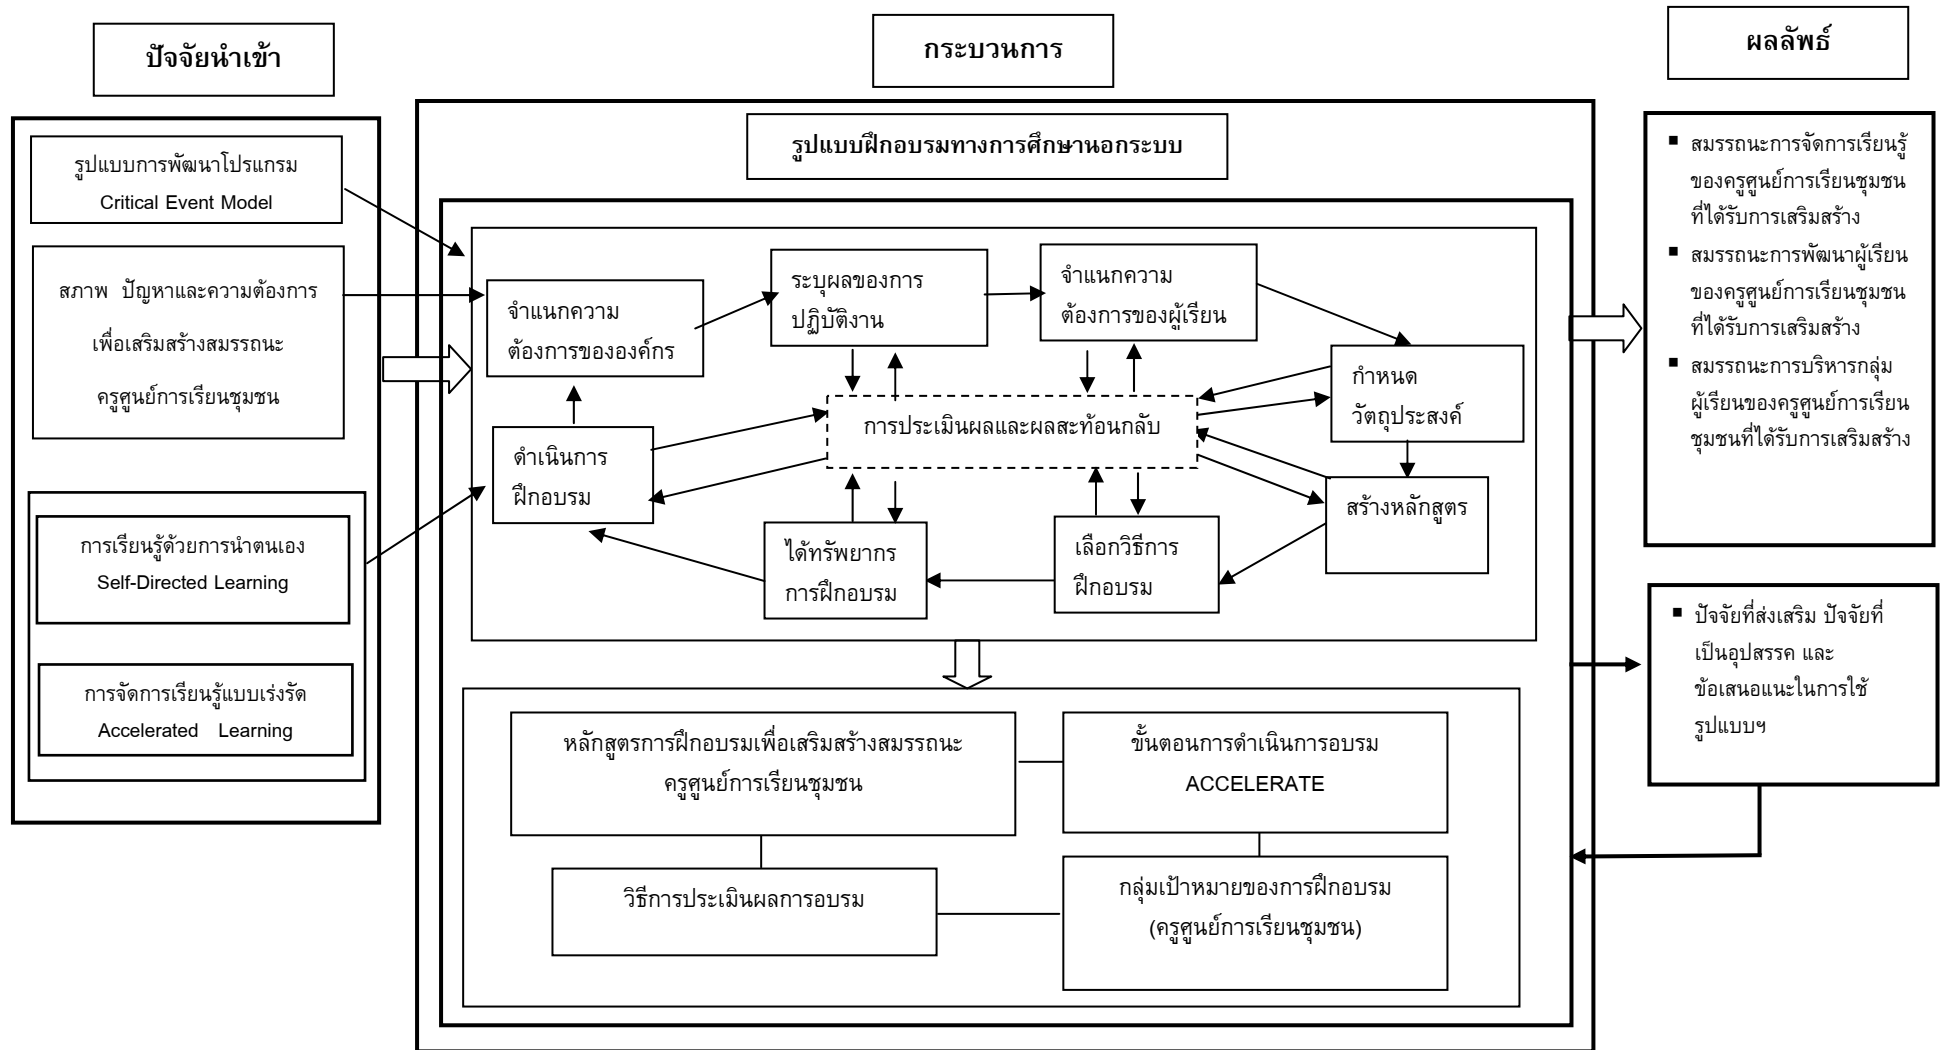 ปัจจัยนำเข้า
กระบวนการ
ผลลัพธ์
รูปแบบการพัฒนาโปรแกรม
Critical Event Model
สภาพ ปัญหาและความต้องการ
เพื่อเสริมสร้างสมรรถนะ
ครูศูนย์การเรียนชุมชน
การเรียนรู้ด้วยการนำตนเอง
Self-Directed Learning
การจัดการเรียนรู้แบบเร่งรัด
Accelerated Learning
รูปแบบฝึกอบรมทางการศึกษานอกระบบ
จำแนกความ
ต้องการขององค์กร
ระบุผลของการ
ปฏิบัติงาน
จำแนกความ
ต้องการของผู้เรียน
กำหนด
วัตถุประสงค์
การประเมินผลและผลสะท้อนกลับ
ดำเนินการ
ฝึกอบรม
สร้างหลักสูตร
ได้ทรัพยากร
การฝึกอบรม
เลือกวิธีการ
ฝึกอบรม
หลักสูตรการฝึกอบรมเพื่อเสริมสร้างสมรรถนะ
ครูศูนย์การเรียนชุมชน
ขั้นตอนการดำเนินการอบรม
ACCELERATE
วิธีการประเมินผลการอบรม
กลุ่มเป้าหมายของการฝึกอบรม
(ครูศูนย์การเรียนชุมชน)
▪ สมรรถนะการจัดการเรียนรู้
ของครูศูนย์การเรียนชุมชน
ที่ได้รับการเสริมสร้าง
▪ สมรรถนะการพัฒนาผู้เรียน
ของครูศูนย์การเรียนชุมชน
ที่ได้รับการเสริมสร้าง
▪ สมรรถนะการบริหารกลุ่ม
ผู้เรียนของครูศูนย์การเรียน
ชุมชนที่ได้รับการเสริมสร้าง
▪ ปัจจัยที่ส่งเสริม ปัจจัยที่
เป็นอุปสรรค และ
ข้อเสนอแนะในการใช้
รูปแบบฯ